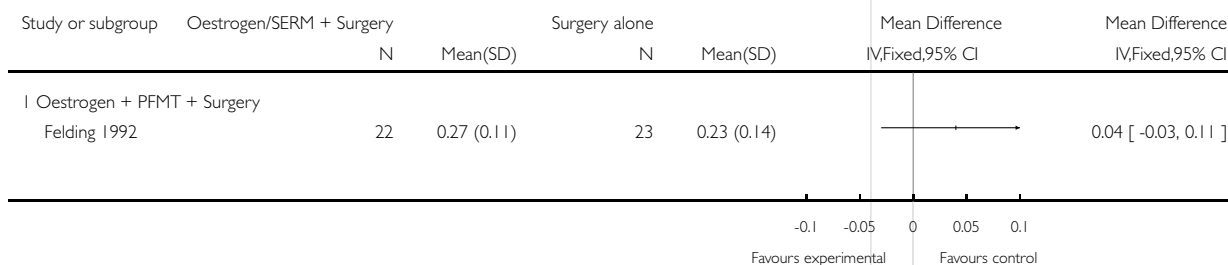 Study or subgroup Oestrogen/SERM + Surgery Surgery alone Mean Difference Mean Difference
N Mean(SD) N Mean(SD) IV,Fixed,95% CI IV,Fixed,95% CI
1 Oestrogen + PFMT + Surgery
Felding 1992 22 0.27 (0.11) 23 0.23 (0.14) 0.04 [ -0.03, 0.11 ]
-0.1 -0.05 0 0.05 0.1
Favours experimental Favours control